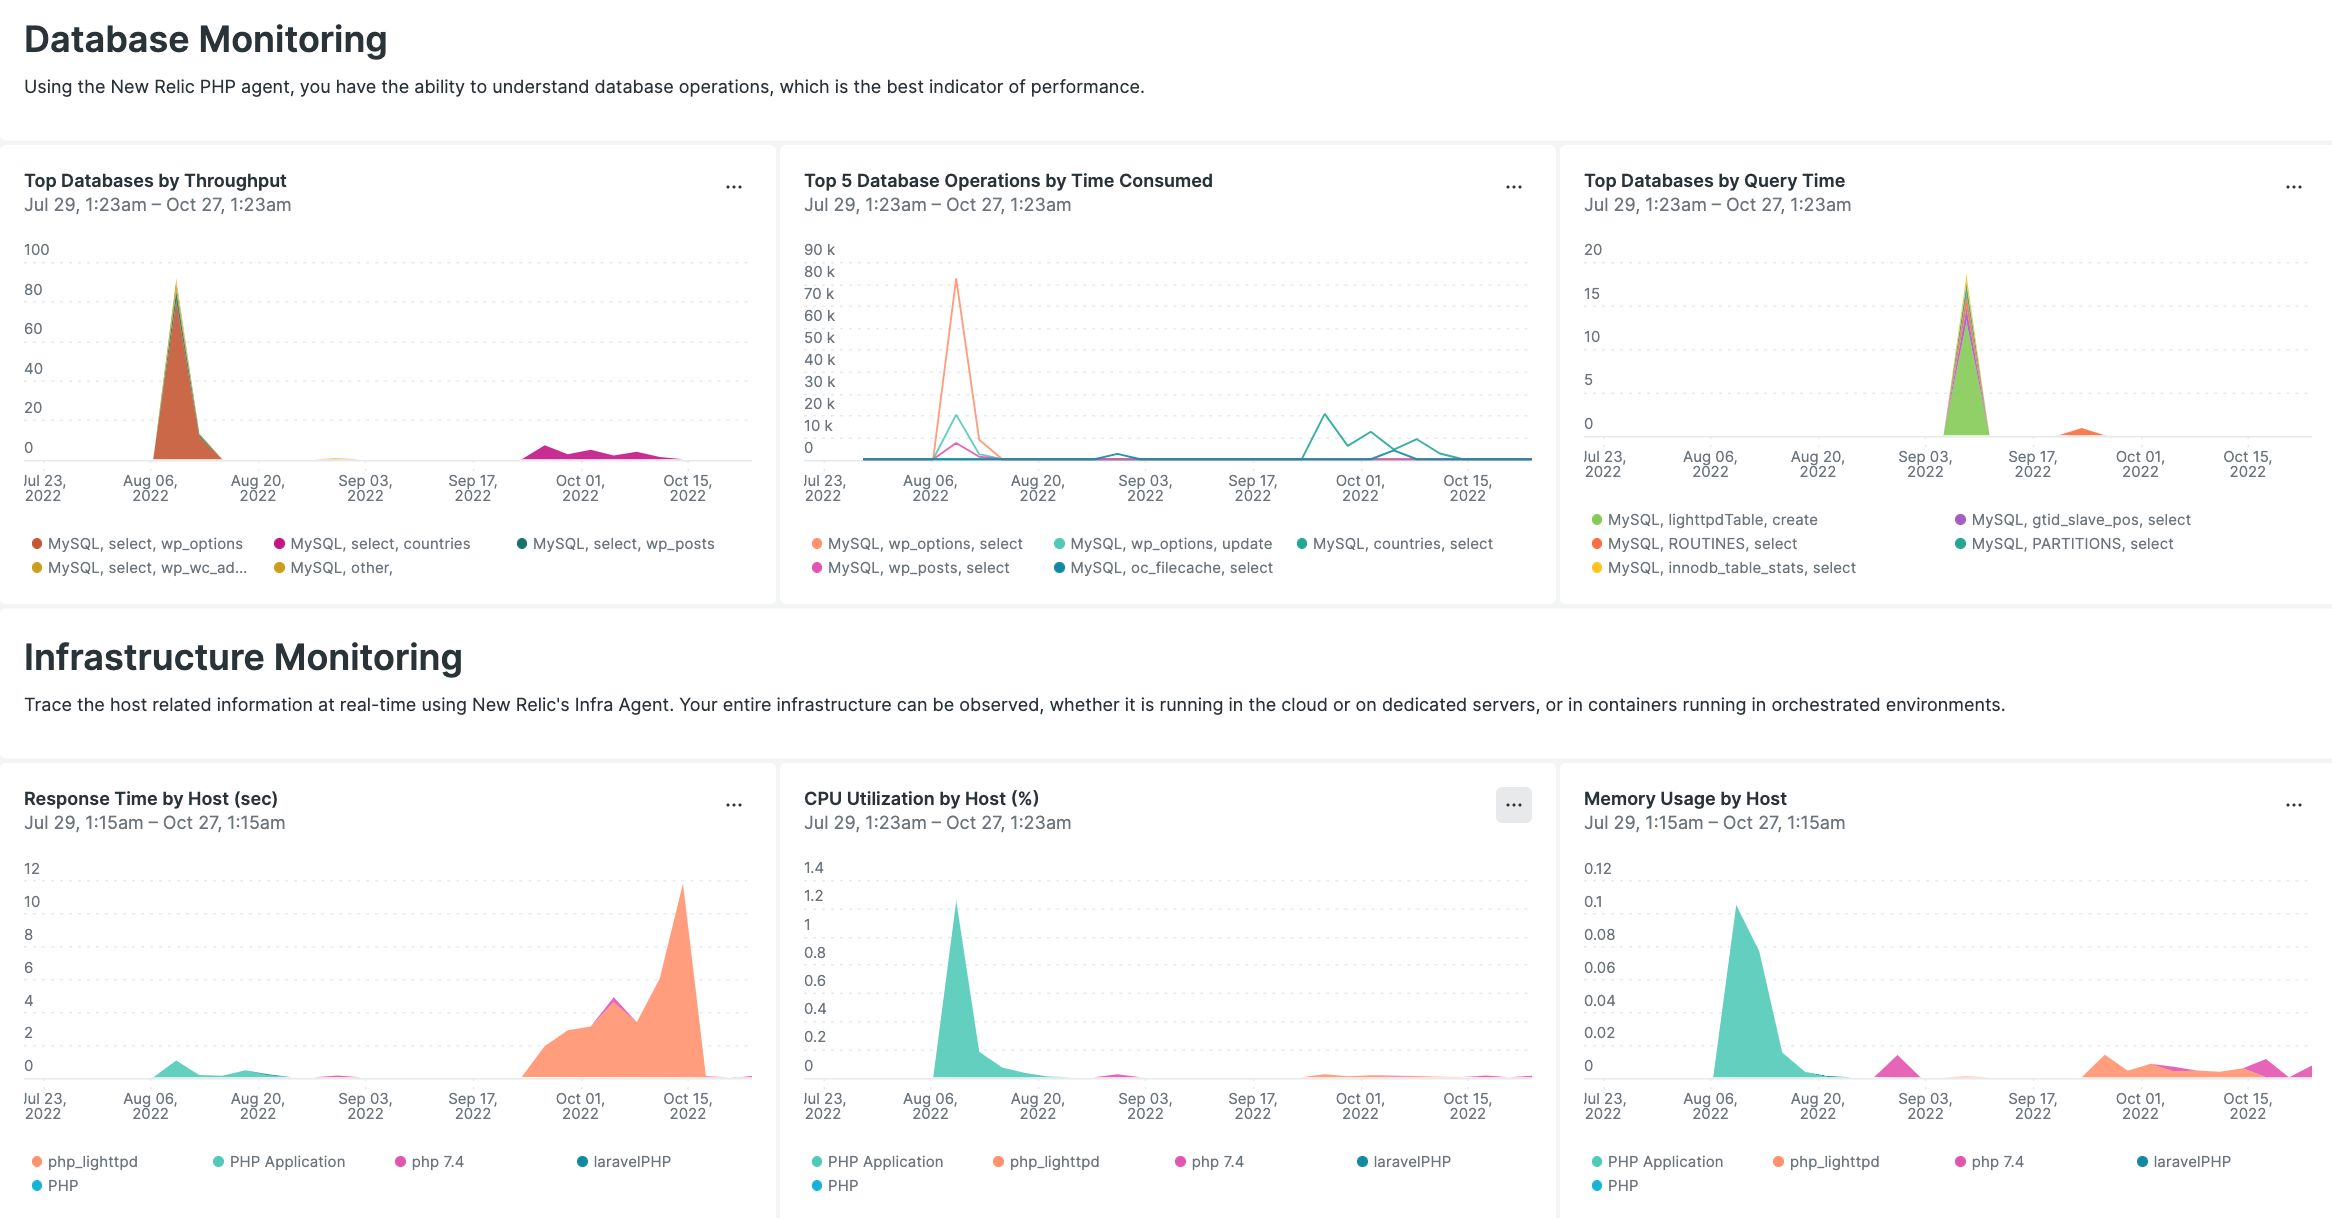 Database Monitoring
Using the New Relic PHP agent, you have the ability to understand database operations, which is the best indicator of performance.
Top Databases by Throughput
Jul 29, 1:23am – Oct 27, 1:23am
100
80
60
40
20
0
Jul 23, 2022
Aug 06, 2022
Aug 20, 2022
Sep 03, 2022
Sep 17, 2022
Oct 01, 2022
Oct 15, 2022
MySQL, select, wp_options
MySQL, select, countries
MySQL, select, wp_posts
MySQL, select, wp_wc_ad...
MySQL, other,
Top 5 Database Operations by Time Consumed
Jul 29, 1:23am – Oct 27, 1:23am
90 k
80 k
70 k
60 k
50 k
40 k
30 k
20 k
10 k
0
Jul 23, 2022
Aug 06, 2022
Aug 20, 2022
Sep 03, 2022
Sep 17, 2022
Oct 01, 2022
Oct 15, 2022
MySQL, wp_options, select
MySQL, wp_options, update
MySQL, countries, select
MySQL, wp_posts, select
MySQL, oc_filecache, select
Top Databases by Query Time
Jul 29, 1:23am – Oct 27, 1:23am
20
15
10
5
0
Jul 23, 2022
Aug 06, 2022
Aug 20, 2022
Sep 03, 2022
Sep 17, 2022
Oct 01, 2022
Oct 15, 2022
MySQL, lighttpdTable, create
MySQL, gtid_slave_pos, select
MySQL, ROUTINES, select
MySQL, PARTITIONS, select
MySQL, innodb_table_stats, select
Infrastructure Monitoring
Trace the host related information at real-time using New Relic's Infra Agent. Your entire infrastructure can be observed, whether it is running in the cloud or on dedicated servers, or in containers running in orchestrated environments.
Response Time by Host (sec)
Jul 29, 1:15am – Oct 27, 1:15am
12
10
8
6
4
2
0
Jul 23, 2022
Aug 06, 2022
Aug 20, 2022
Sep 03, 2022
Sep 17, 2022
Oct 01, 2022
Oct 15, 2022
php_lighttpd
PHP Application
php 7.4
laravelPHP
PHP
CPU Utilization by Host (%)
Jul 29, 1:23am – Oct 27, 1:23am
1.4
1.2
1
0.8
0.6
0.4
0.2
0
Jul 23, 2022
Aug 06, 2022
Aug 20, 2022
Sep 03, 2022
Sep 17, 2022
Oct 01, 2022
Oct 15, 2022
PHP Application
php_lighttpd
php 7.4
laravelPHP
PHP
Memory Usage by Host
Jul 29, 1:15am – Oct 27, 1:15am
0.12
0.1
0.08
0.06
0.04
0.02
0
Jul 23, 2022
Aug 06, 2022
Aug 20, 2022
Sep 03, 2022
Sep 17, 2022
Oct 01, 2022
Oct 15, 2022
PHP Application
php_lighttpd
php 7.4
laravelPHP
PHP